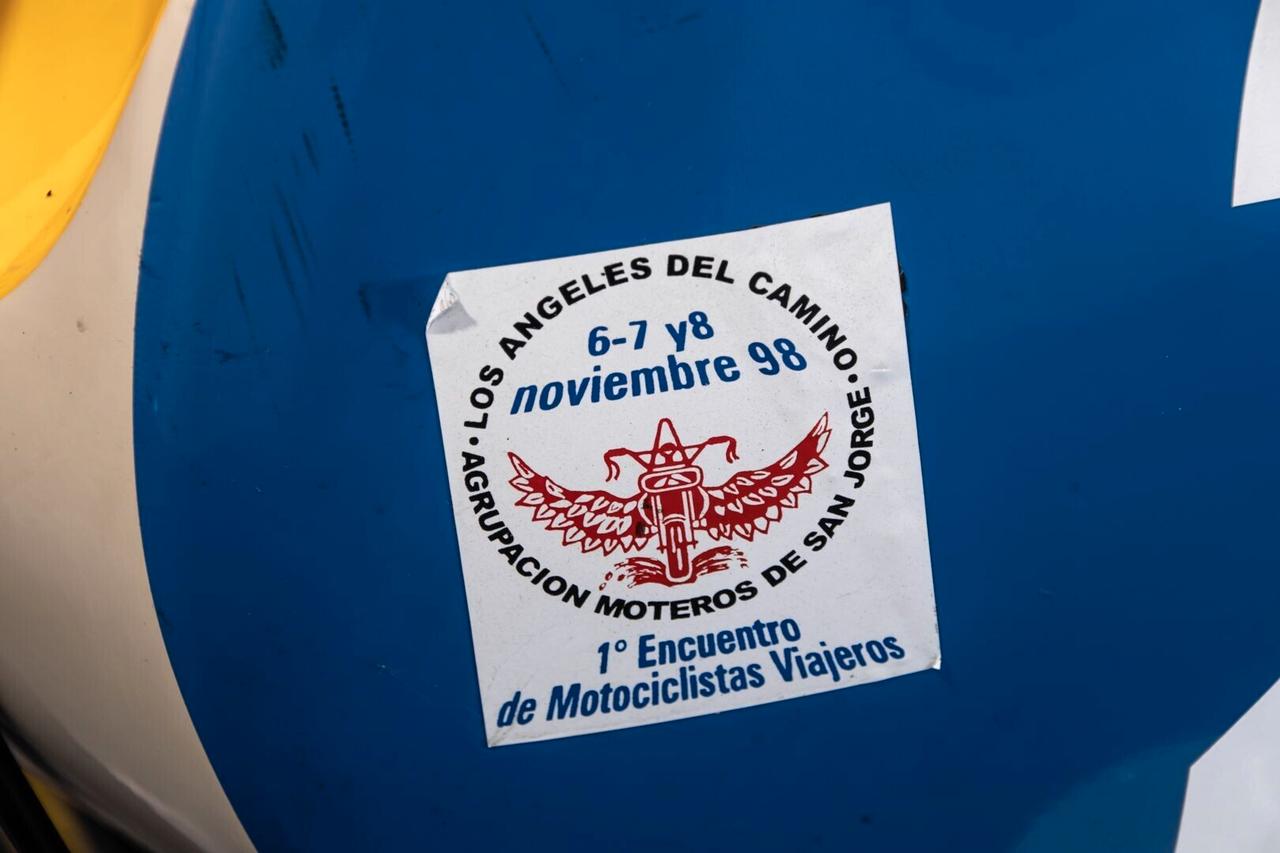 • LOS ANGELES DEL CAMINO •
6-7 y8
noviembre 98
AGRUPACION MOTEROS DE SAN JORGE
1° Encuentro
de Motociclistas Viajeros